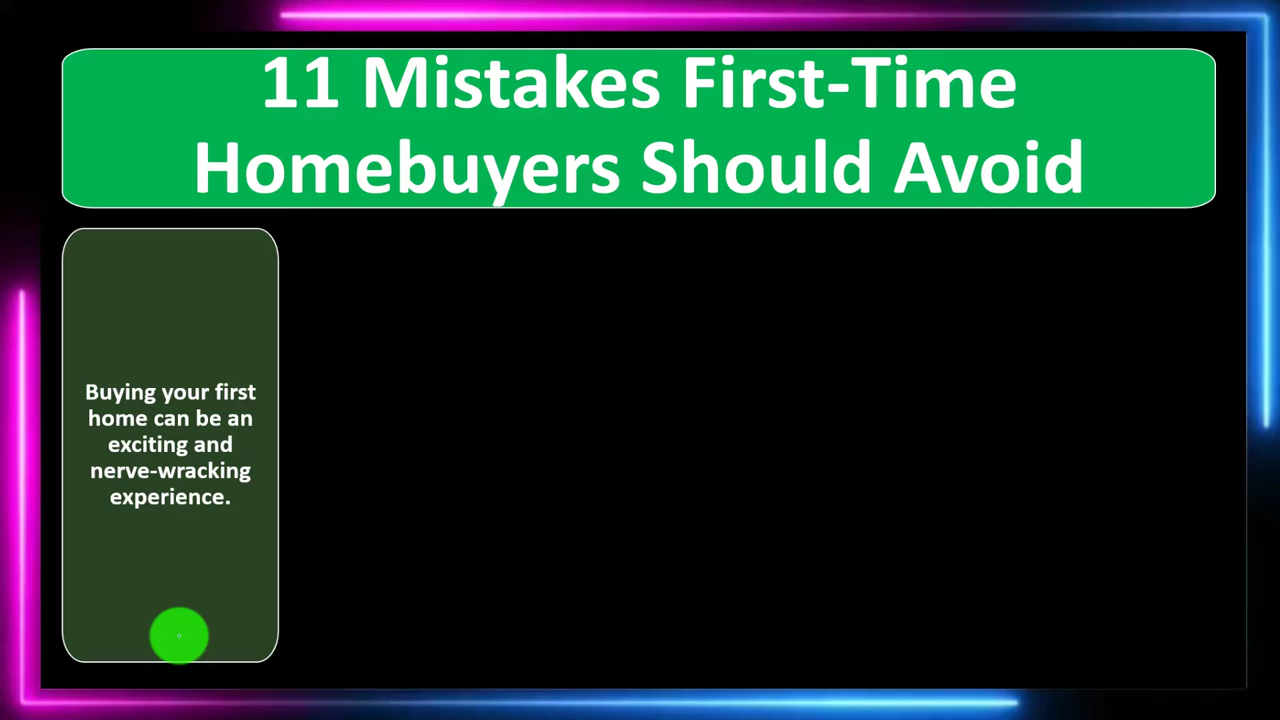 11 Mistakes First-Time
Homebuyers Should Avoid
Buying your first
home can be an
exciting and
nerve-wracking
experience.